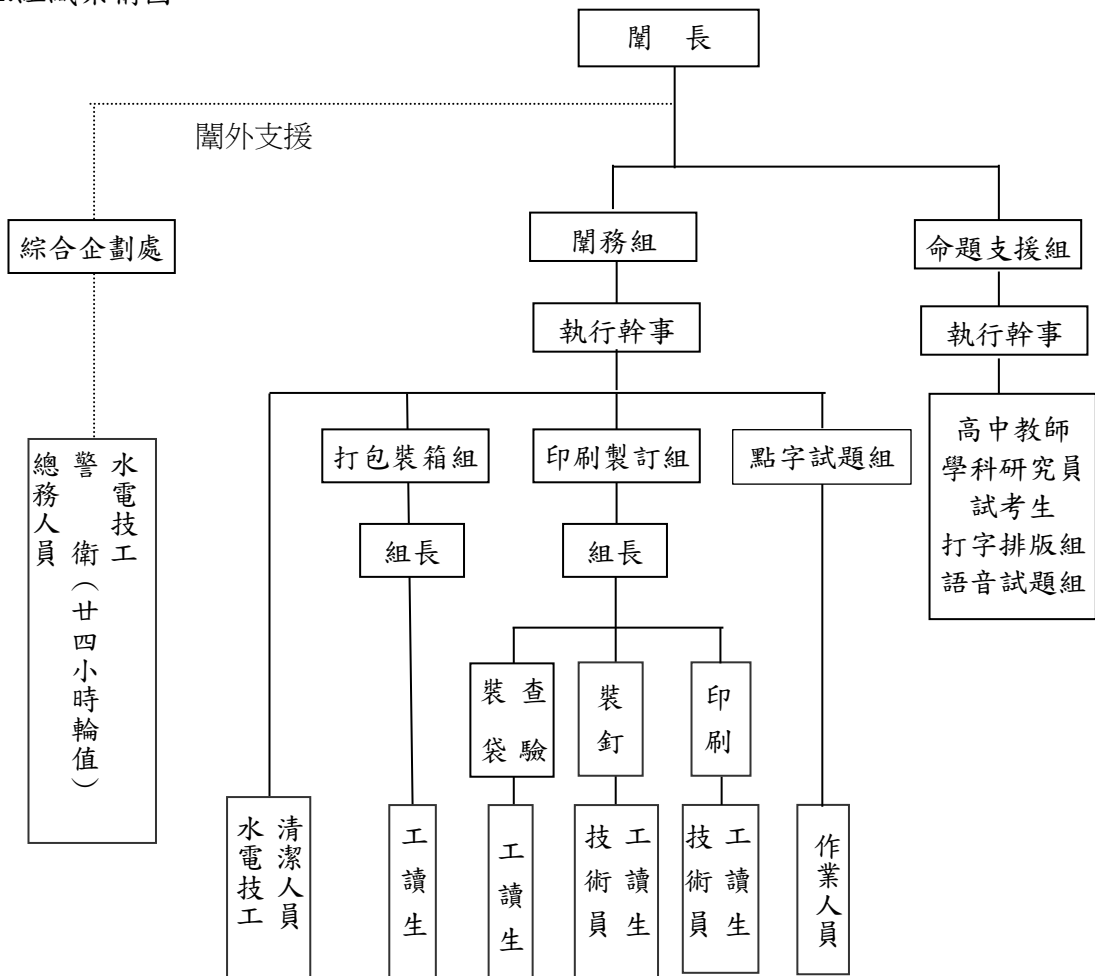 組織架構圖
闈 長
闈外支援
綜合企劃處
闈務組
命題支援組
執行幹事
執行幹事
水電技工
警 衛（廿四小時輪值）
總務人員
打包裝箱組
印刷製訂組
點字試題組
高中教師
學科研究員
試考生
打字排版組
語音試題組
組長
組長
查驗
裝袋
裝釘
印刷
清潔人員
水電技工
工讀生
工讀生
工讀生
技術員
工讀生
技術員
作業人員